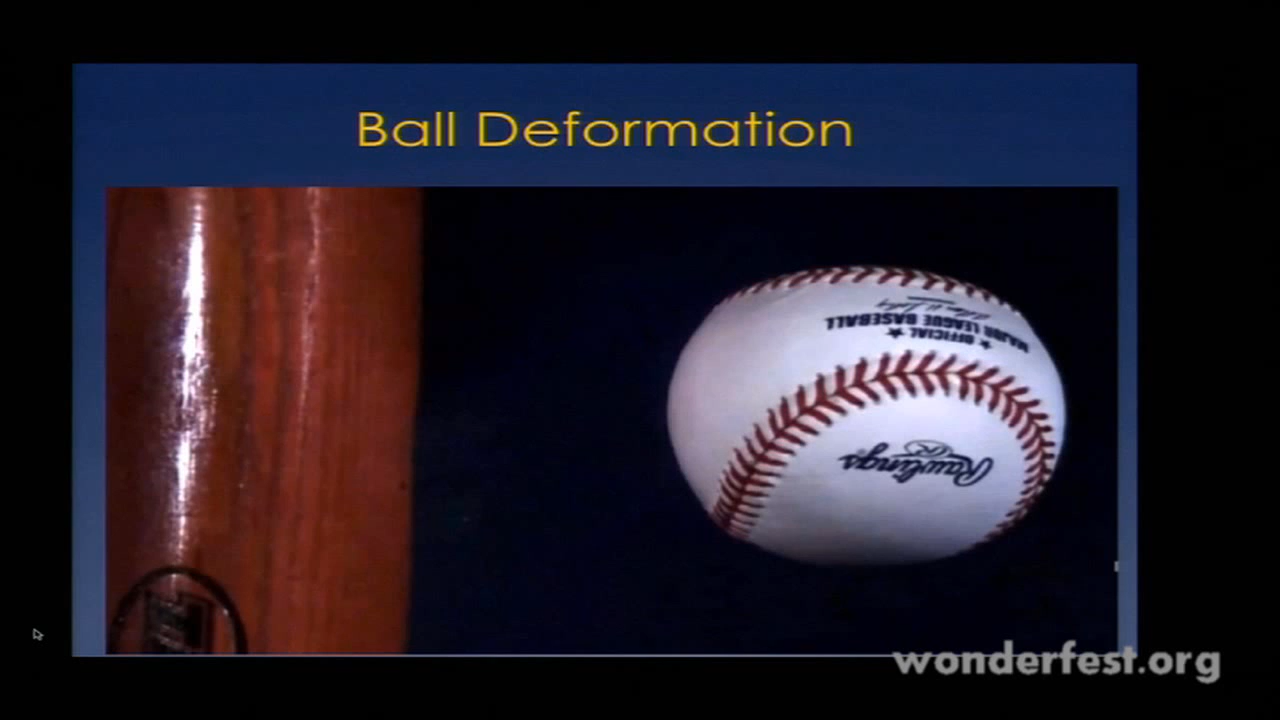 Ball Deformation
MAJOR LEAGUE BASEBALL
OFFICIAL
Rawlings
wonderfest.org